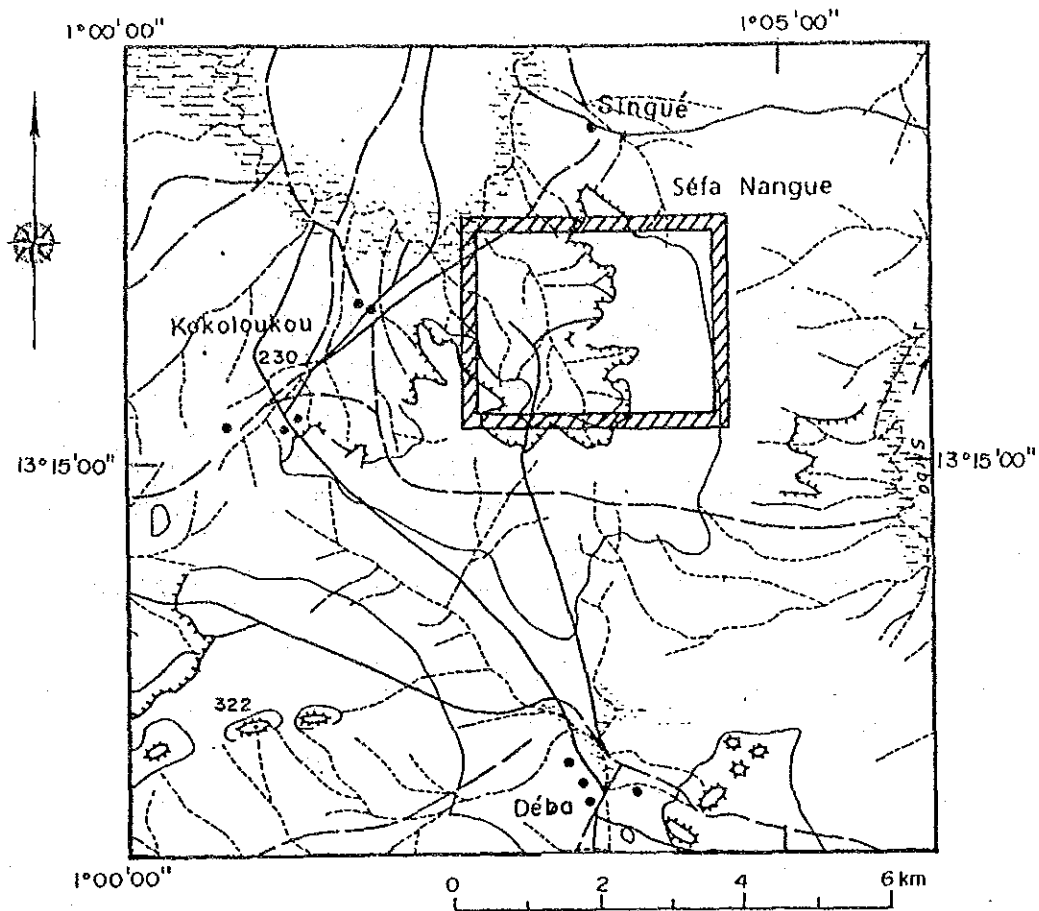 1°00'00"
1°05'00"
Singué
Séfa Nangue
Kokoloukou
230
13°15'00"
13°15'00"
Sirba
322
Déba
1°00'00"
0 2 4 6 km